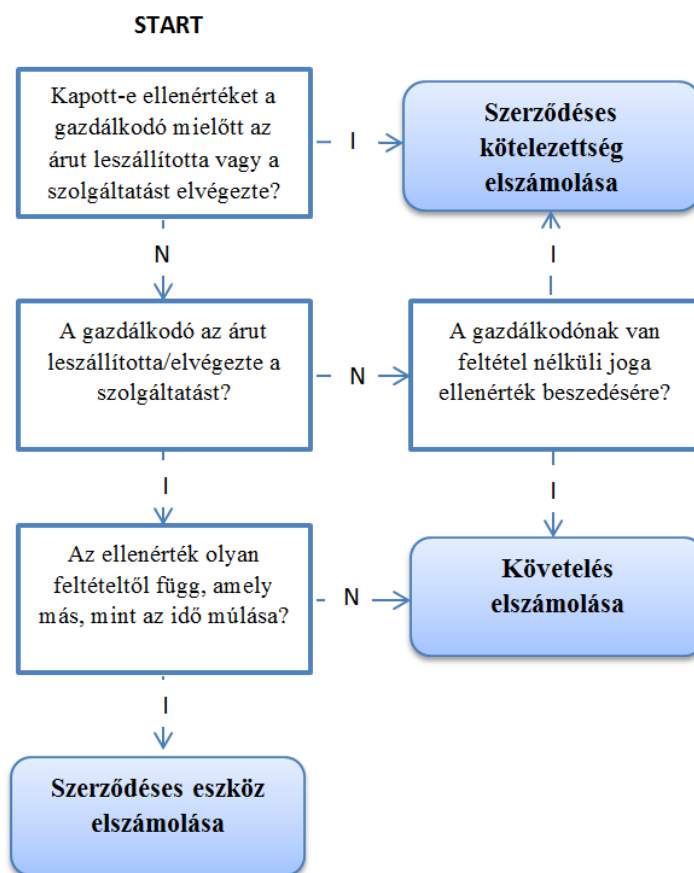 START
Kapott-e ellenértéket a
gazdálkodó mielőtt az
árut leszállította vagy a
szolgáltatást elvégezte?
I
Szerződéses
kötelezettség
elszámolása
N
I
A gazdálkodó az árut
leszállította/elvégezte a
szolgáltatást?
N
A gazdálkodónak van
feltétel nélküli joga
ellenérték beszedésére?
I
I
Az ellenérték olyan
feltételtől függ, amely
más, mint az idő múlása?
N
Követelés
elszámolása
I
Szerződéses eszköz
elszámolása